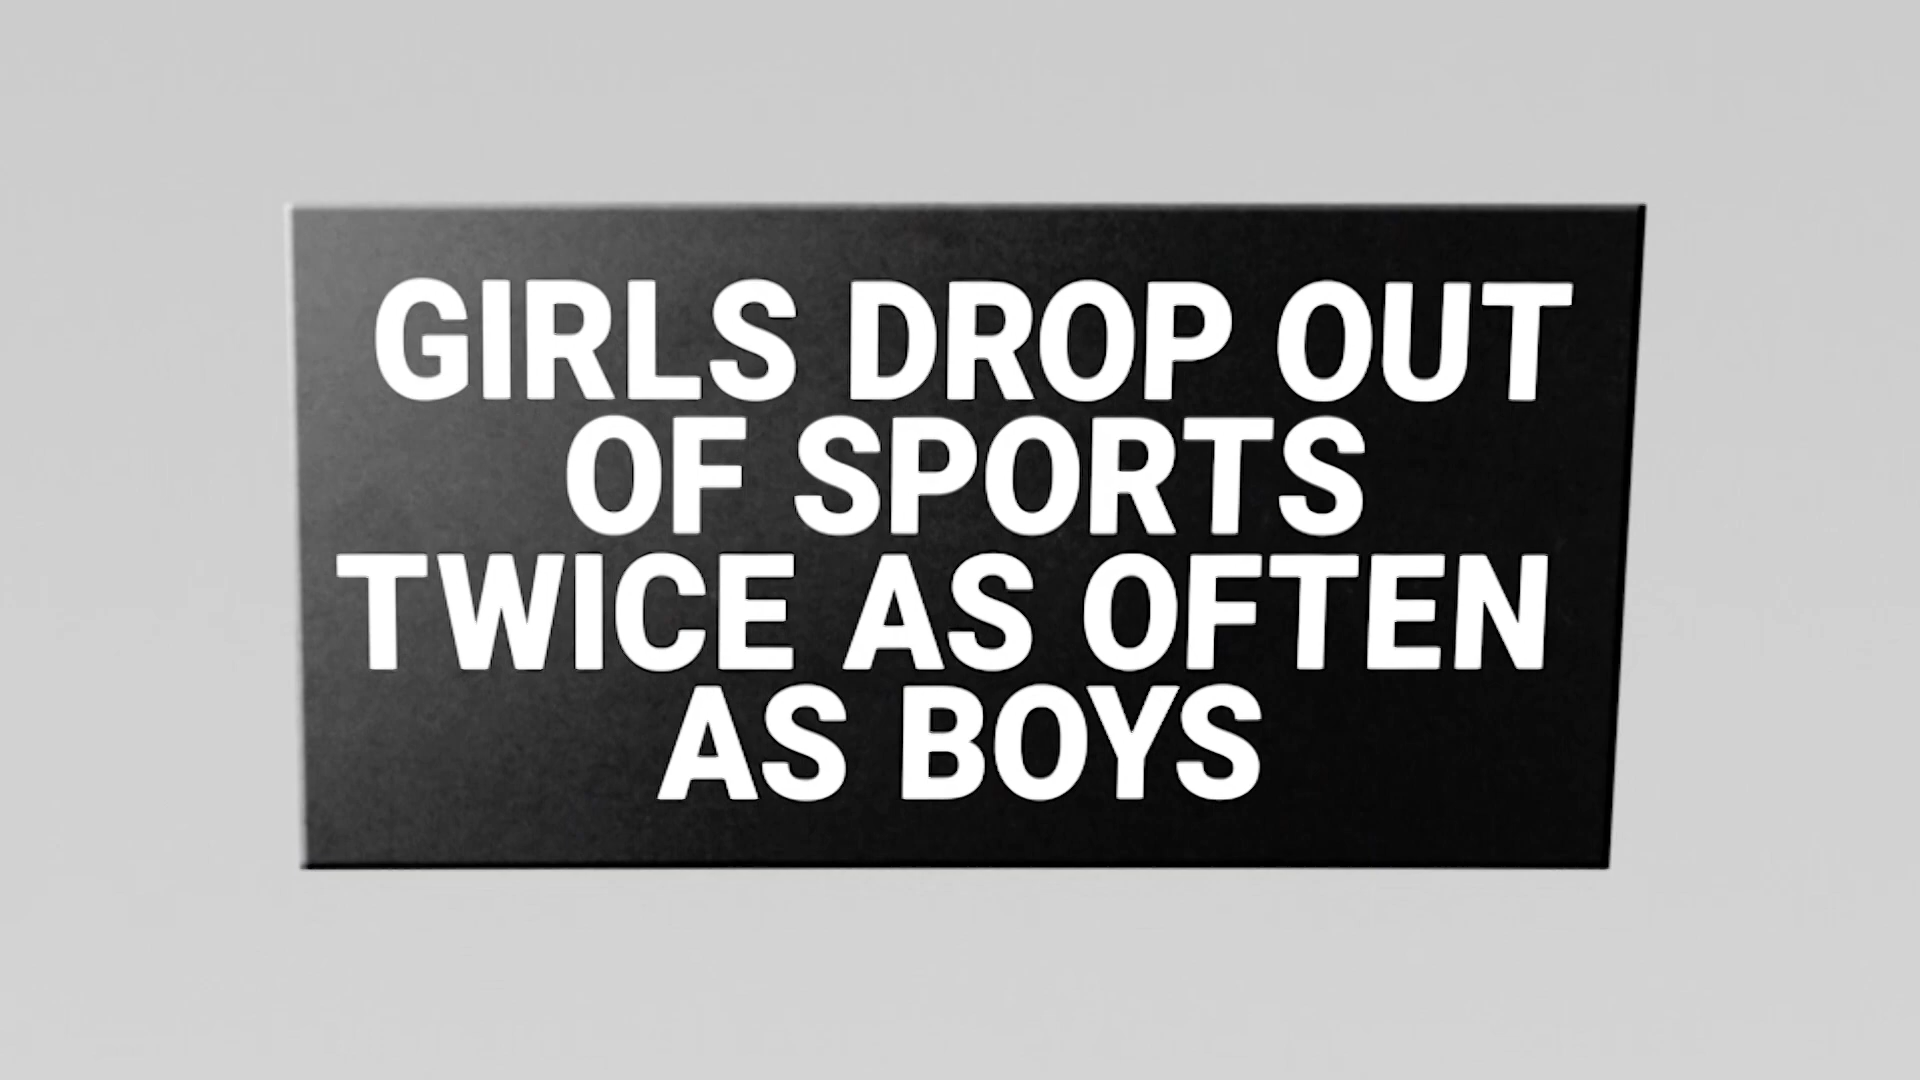 GIRLS DROP OUT
OF SPORTS
TWICE AS OFTEN
AS BOYS